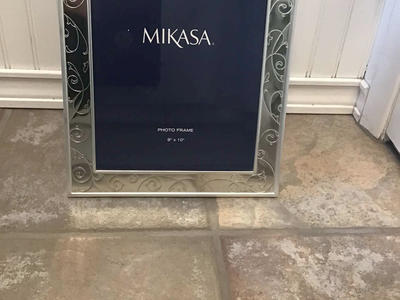 MIKASA
PHOTO FRAME
8" x 10"